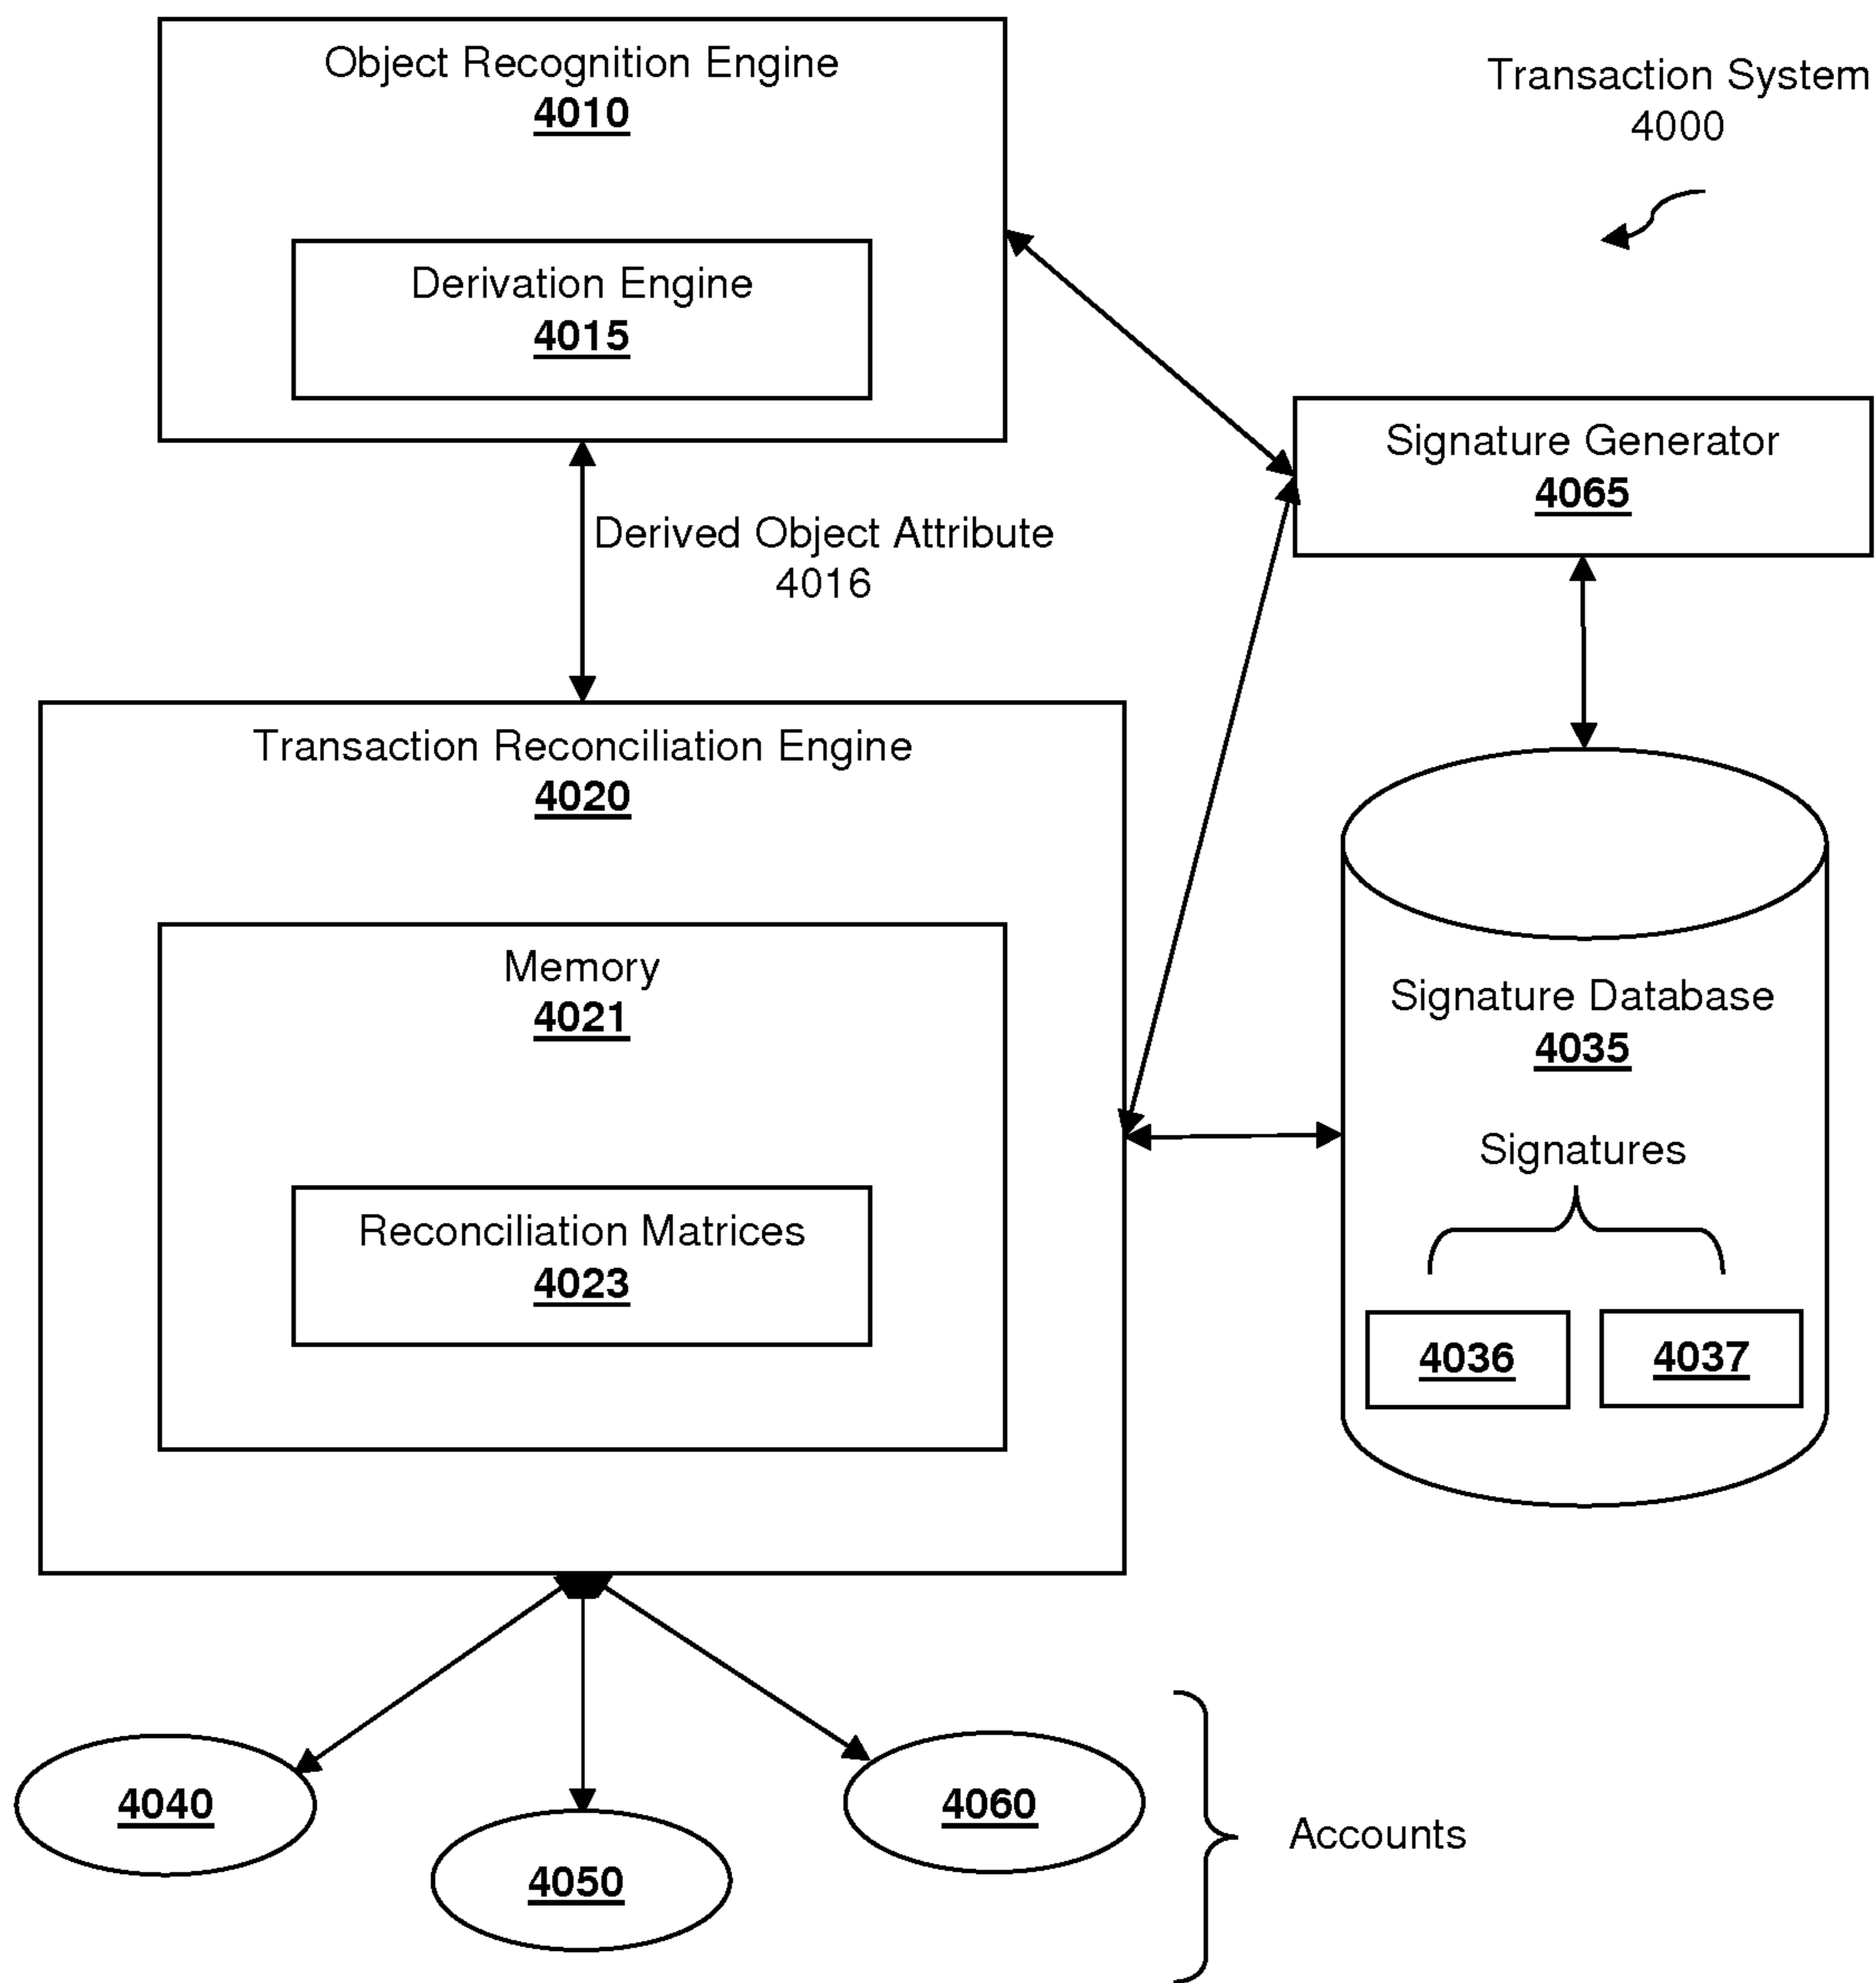 Object Recognition Engine
4010
Transaction System
4000
Derivation Engine
4015
Signature Generator
4065
Derived Object Attribute
4016
Transaction Reconciliation Engine
4020
Memory
4021
Signature Database
4035
Signatures
Reconciliation Matrices
4023
4036
4037
4040
4050
4060
Accounts